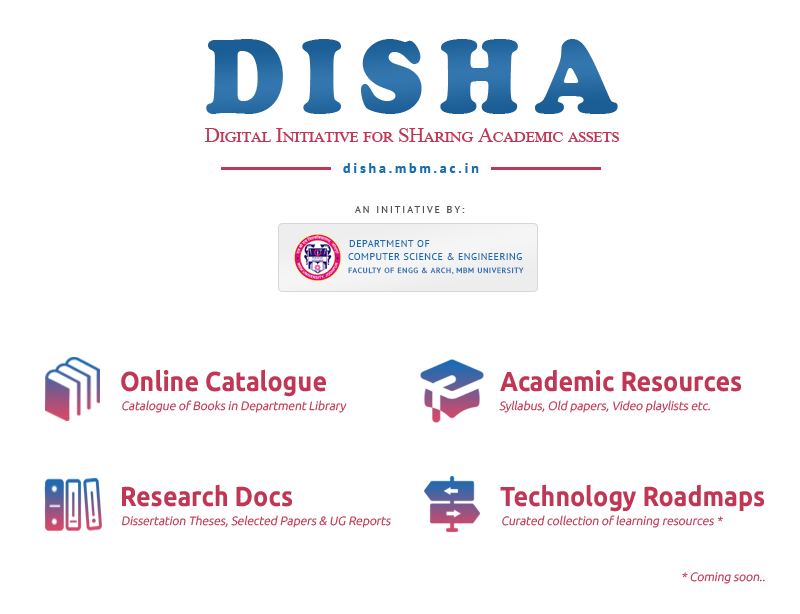 DISHA
Digital Initiative for SHaring Academic assets
disha.mbm.ac.in
AN INITIATIVE BY:
DEPARTMENT OF
COMPUTER SCIENCE & ENGINEERING
FACULTY OF ENGG & ARCH, MBM UNIVERSITY
Online Catalogue
Catalogue of Books in Department Library
Academic Resources
Syllabus, Old papers, Video playlists etc.
Research Docs
Dissertation Theses, Selected Papers & UG Reports
Technology Roadmaps
Curated collection of learning resources *
* Coming soon..